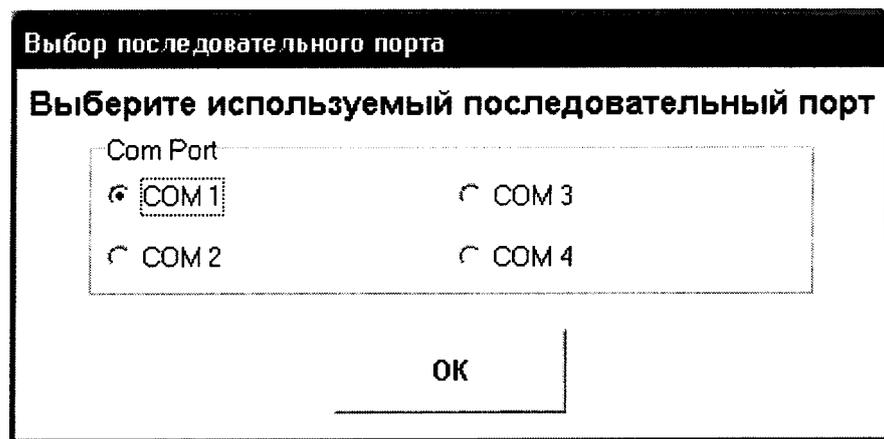 Выбор последовательного порта
Выберите используемый последовательный порт
Com Port
COM 1
COM 3
COM 2
COM 4
OK